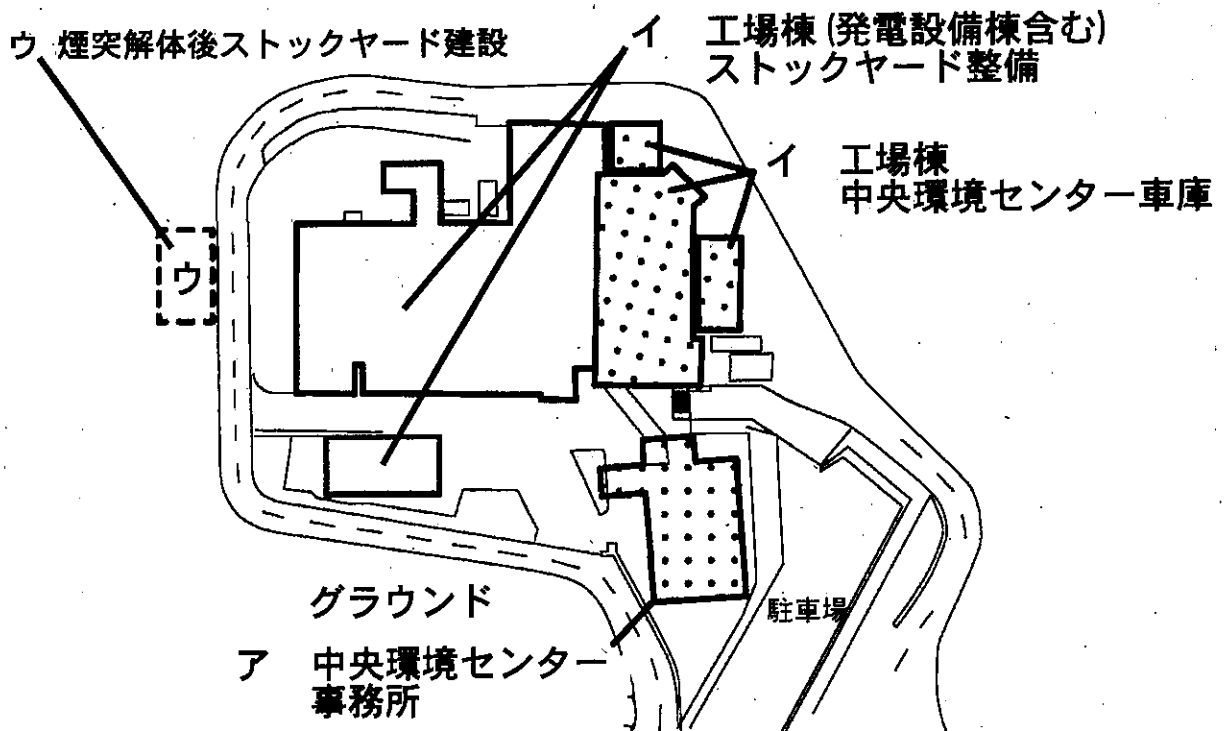 ウ 煙突解体後ストックヤード建設
イ 工場棟(発電設備棟含む)
ストックヤード整備
イ 工場棟
中央環境センター車庫
ウ
グラウンド
駐車場
ア 中央環境センター
事務所